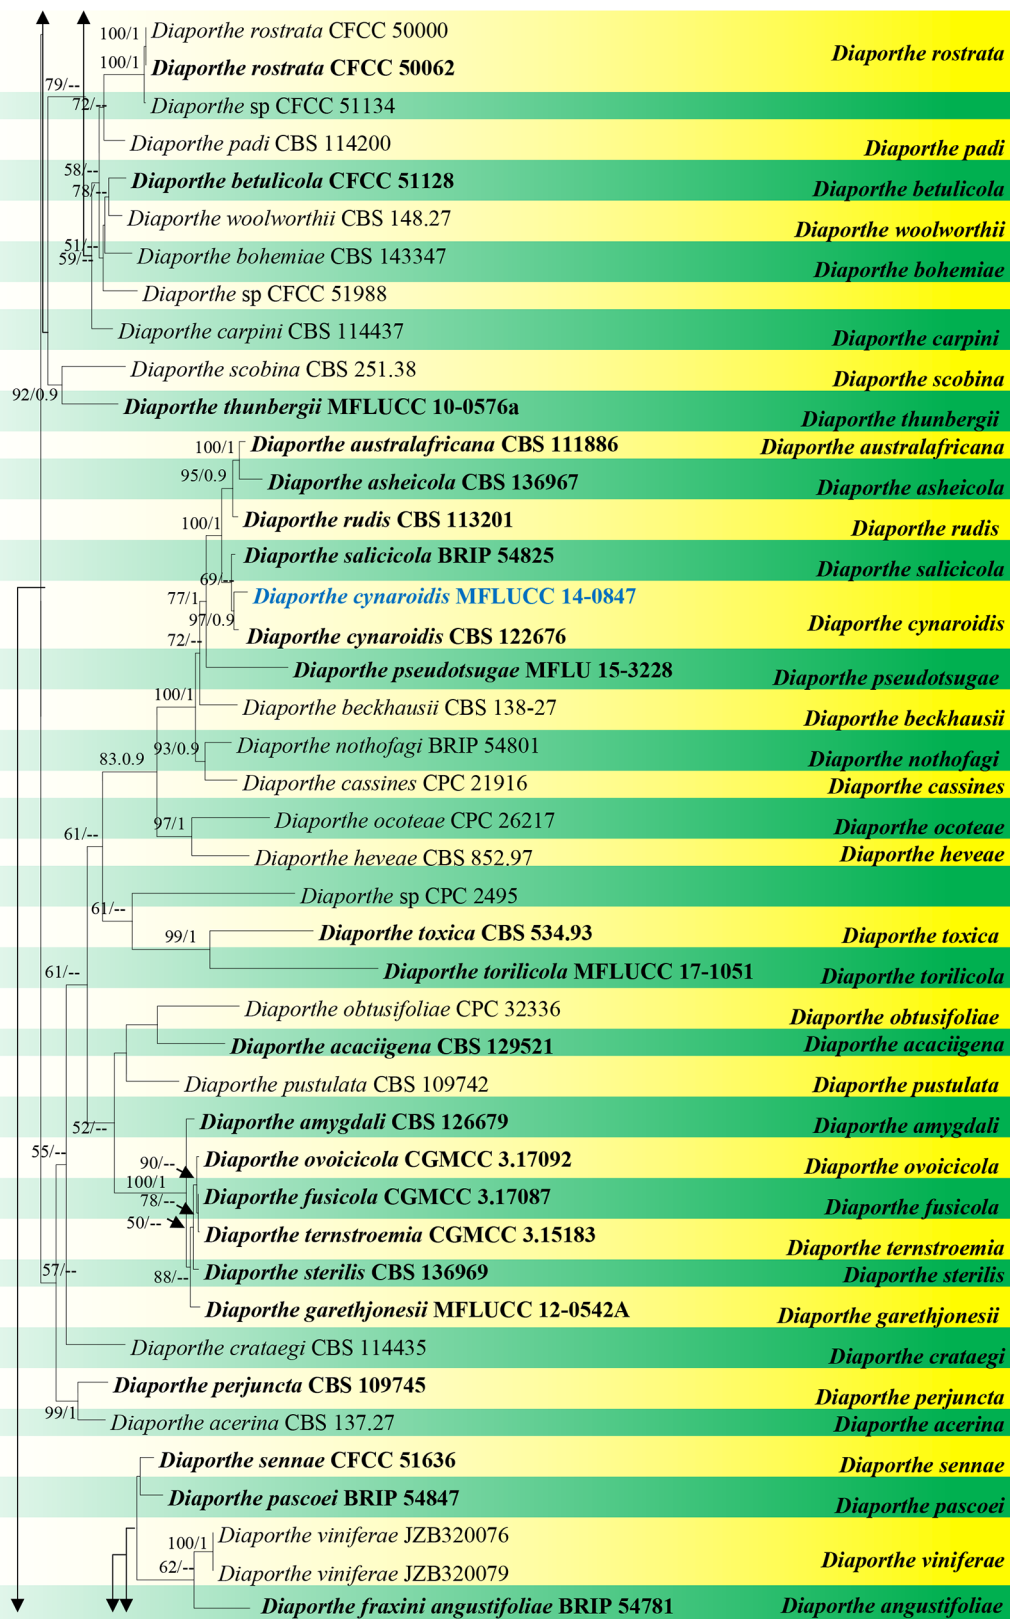 100/1 Diaporthe rostrata CFCC 50000
Diaporthe rostrata
100/1 Diaporthe rostrata CFCC 50062
79/--
72/-- Diaporthe sp CFCC 51134
Diaporthe padi CBS 114200 Diaporthe padi
58/--
Diaporthe betulicola CFCC 51128 Diaporthe betulicola
78/--
Diaporthe woolworthii CBS 148.27 Diaporthe woolworthii
51/--
59/-- Diaporthe bohemiae CBS 143347 Diaporthe bohemiae
Diaporthe sp CFCC 51988
Diaporthe carpini CBS 114437 Diaporthe carpini
Diaporthe scobina CBS 251.38 Diaporthe scobina
92/0.9
Diaporthe thunbergii MFLUCC 10-0576a Diaporthe thunbergii
100/1 Diaporthe australafricana CBS 111886 Diaporthe australafricana
95/0.9 Diaporthe asheicola CBS 136967 Diaporthe asheicola
100/1 Diaporthe rudis CBS 113201 Diaporthe rudis
Diaporthe salicicola BRIP 54825 Diaporthe salicicola
69/--
77/1 Diaporthe cynaroidis MFLUCC 14-0847
97/0.9 Diaporthe cynaroidis
72/-- Diaporthe cynaroidis CBS 122676
Diaporthe pseudotsugae MFLU 15-3228 Diaporthe pseudotsugae
100/1 Diaporthe beckhausii CBS 138-27 Diaporthe beckhausii
93/0.9 Diaporthe nothofagi BRIP 54801 Diaporthe nothofagi
83.0.9
Diaporthe cassines CPC 21916 Diaporthe cassines
97/1 Diaporthe ocoteae CPC 26217 Diaporthe ocoteae
61/--
Diaporthe heveae CBS 852.97 Diaporthe heveae
Diaporthe sp CPC 2495
61/--
99/1 Diaporthe toxica CBS 534.93 Diaporthe toxica
61/-- Diaporthe torilicola MFLUCC 17-1051 Diaporthe torilicola
Diaporthe obtusifoliae CPC 32336 Diaporthe obtusifoliae
Diaporthe acaciigena CBS 129521 Diaporthe acaciigena
Diaporthe pustulata CBS 109742 Diaporthe pustulata
52/-- Diaporthe amygdali CBS 126679 Diaporthe amygdali
55/--
90/-- Diaporthe ovoicicola CGMCC 3.17092 Diaporthe ovoicicola
100/1
78/-- Diaporthe fusicola CGMCC 3.17087 Diaporthe fusicola
50/--
Diaporthe ternstroemia CGMCC 3.15183 Diaporthe ternstroemia
57/--
88/-- Diaporthe sterilis CBS 136969 Diaporthe sterilis
Diaporthe garethjonesii MFLUCC 12-0542A Diaporthe garethjonesii
Diaporthe crataegi CBS 114435 Diaporthe crataegi
Diaporthe perjuncta CBS 109745 Diaporthe perjuncta
99/1
Diaporthe acerina CBS 137.27 Diaporthe acerina
Diaporthe sennae CFCC 51636 Diaporthe sennae
Diaporthe pascoei BRIP 54847 Diaporthe pascoei
100/1 Diaporthe viniferae JZB320076
Diaporthe viniferae
62/-- Diaporthe viniferae JZB320079
Diaporthe fraxini angustifoliae BRIP 54781 Diaporthe angustifoliae